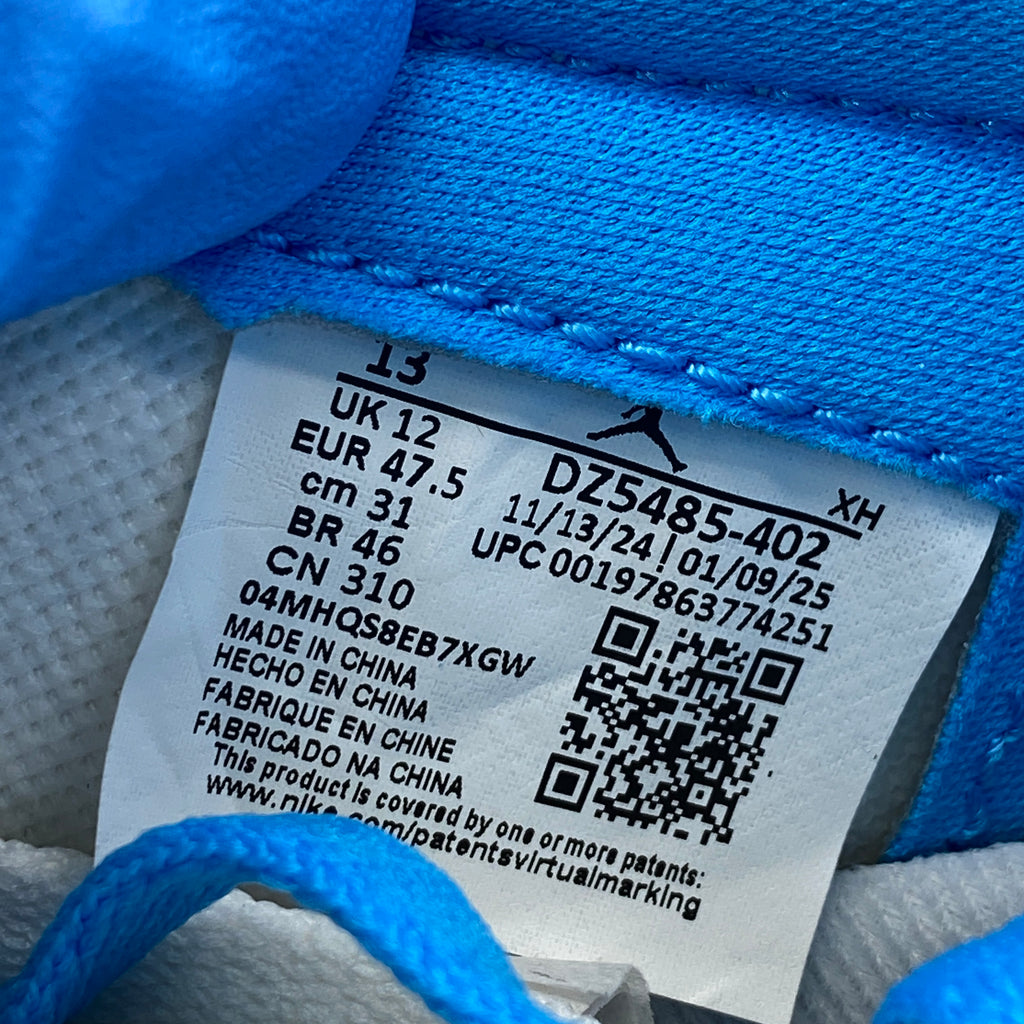 13
UK 12
EUR 47.5
cm 31
BR 46
CN 310
04MHQS8EB7XGW
MADE IN CHINA
HECHO EN CHINA
FABRIQUE EN CHINE
FABRICADO NA CHINA
This product is covered by one or more patents:
www.nike.com/patentsvirtualmarking
XH
DZ5485-402
11/13/24 | 01/09/25
UPC 00197863774251